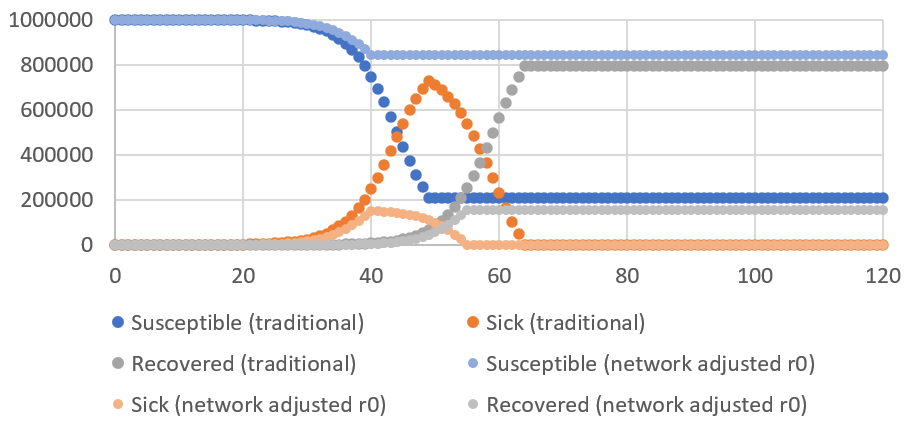 1000000
800000
600000
400000
200000
0
0 20 40 60 80 100 120
Susceptible (traditional) Sick (traditional)
Recovered (traditional) Susceptible (network adjusted r0)
Sick (network adjusted r0) Recovered (network adjusted r0)